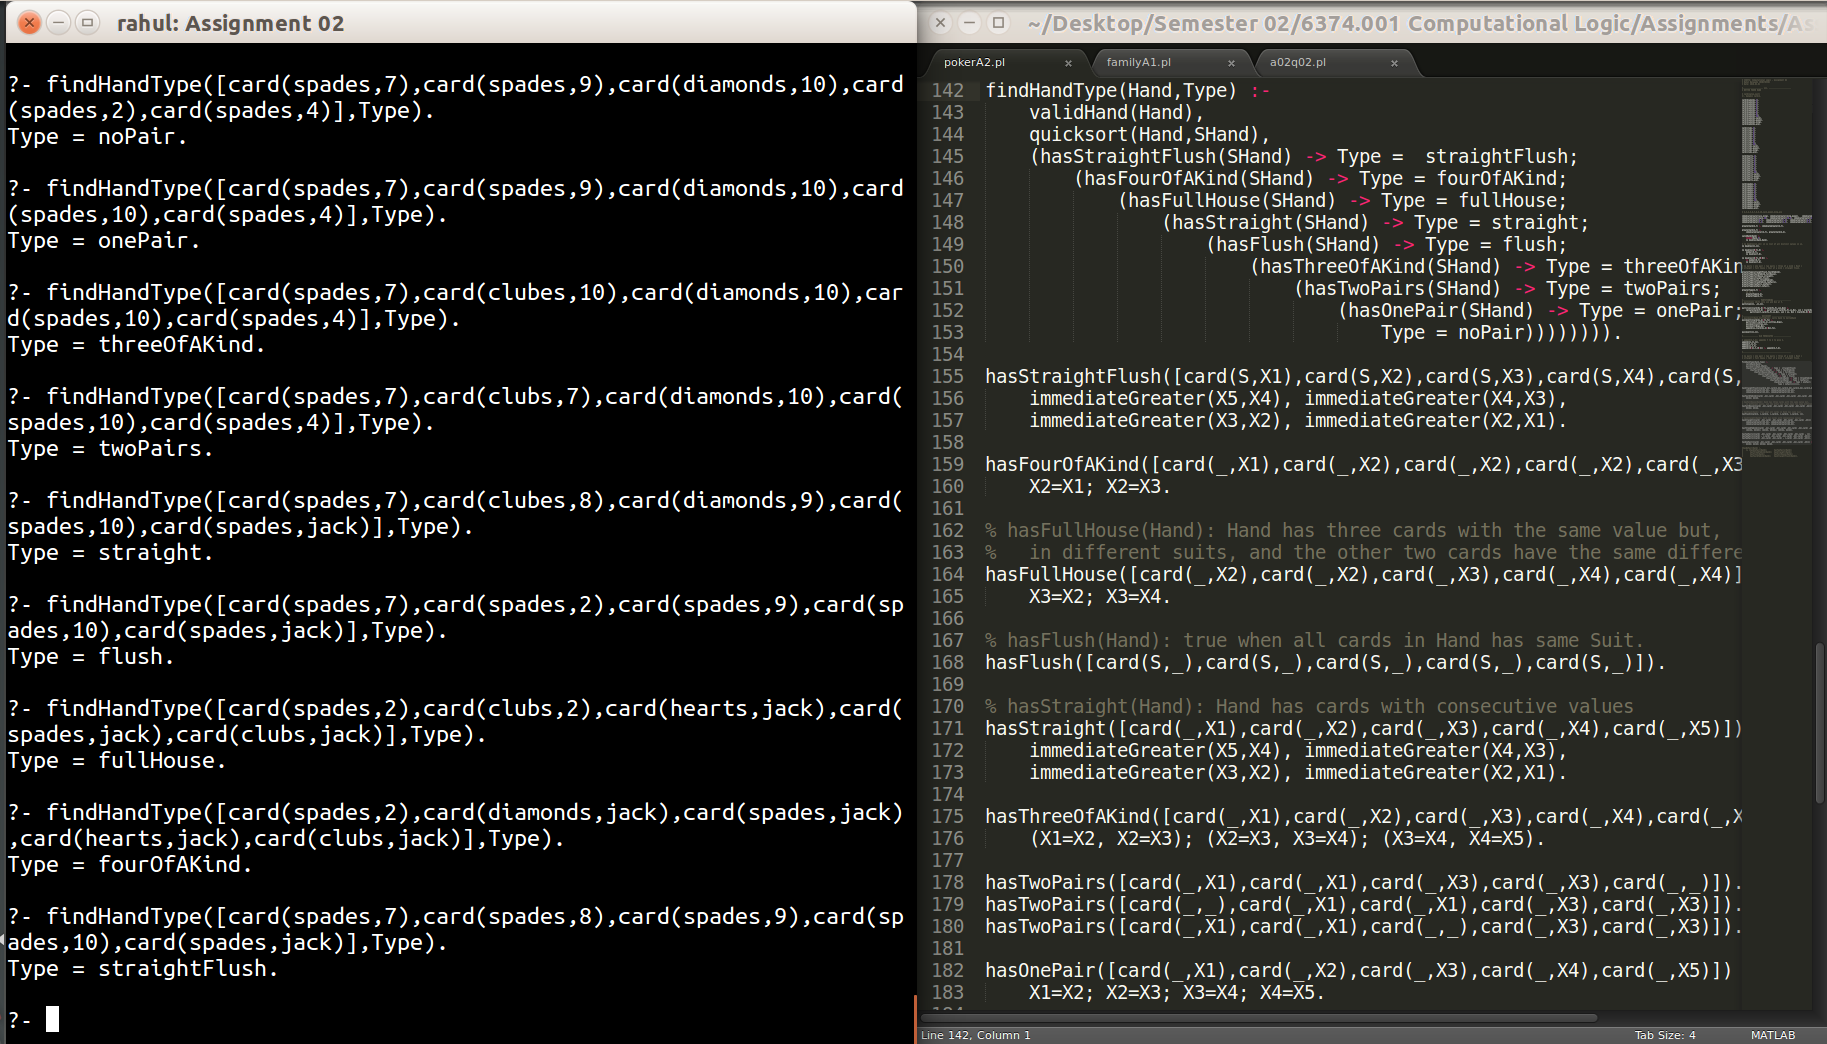 rahul: Assignment 02
?- findHandType([card(spades,7),card(spades,9),card(diamonds,10),card
(spades,2),card(spades,4)],Type).
Type = noPair.
?- findHandType([card(spades,7),card(spades,9),card(diamonds,10),card
(spades,10),card(spades,4)],Type).
Type = onePair.
?- findHandType([card(spades,7),card(clubes,10),card(diamonds,10),car
d(spades,10),card(spades,4)],Type).
Type = threeOfAKind.
?- findHandType([card(spades,7),card(clubs,7),card(diamonds,10),card(
spades,10),card(spades,4)],Type).
Type = twoPairs.
?- findHandType([card(spades,7),card(clubes,8),card(diamonds,9),card(
spades,10),card(spades,jack)],Type).
Type = straight.
?- findHandType([card(spades,7),card(spades,2),card(spades,9),card(sp
ades,10),card(spades,jack)],Type).
Type = flush.
?- findHandType([card(spades,2),card(clubs,2),card(hearts,jack),card(
spades,jack),card(clubs,jack)],Type).
Type = fullHouse.
?- findHandType([card(spades,2),card(diamonds,jack),card(spades,jack)
,card(hearts,jack),card(clubs,jack)],Type).
Type = fourOfAKind.
?- findHandType([card(spades,7),card(spades,8),card(spades,9),card(sp
ades,10),card(spades,jack)],Type).
Type = straightFlush.
?-
~/Desktop/Semester 02/6374.001 Computational Logic/Assignments/As
pokerA2.pl familyA1.pl a02q02.pl
142 findHandType(Hand,Type) :-
143 validHand(Hand),
144 quicksort(Hand,SHand),
145 (hasStraightFlush(SHand) -> Type =  straightFlush;
146 (hasFourOfAKind(SHand) -> Type = fourOfAKind;
147 (hasFullHouse(SHand) -> Type = fullHouse;
148 (hasStraight(SHand) -> Type = straight;
149 (hasFlush(SHand) -> Type = flush;
150 (hasThreeOfAKind(SHand) -> Type = threeOfAKin
151 (hasTwoPairs(SHand) -> Type = twoPairs;
152 (hasOnePair(SHand) -> Type = onePair;
153 Type = noPair)))))))).
154
155 hasStraightFlush([card(S,X1),card(S,X2),card(S,X3),card(S,X4),card(S,
156 immediateGreater(X5,X4), immediateGreater(X4,X3),
157 immediateGreater(X3,X2), immediateGreater(X2,X1).
158
159 hasFourOfAKind([card(_,X1),card(_,X2),card(_,X2),card(_,X2),card(_,X3
160 X2=X1; X2=X3.
161
162 % hasFullHouse(Hand): Hand has three cards with the same value but,
163 %   in different suits, and the other two cards have the same differe
164 hasFullHouse([card(_,X2),card(_,X2),card(_,X3),card(_,X4),card(_,X4)]
165 X3=X2; X3=X4.
166
167 % hasFlush(Hand): true when all cards in Hand has same Suit.
168 hasFlush([card(S,_),card(S,_),card(S,_),card(S,_),card(S,_)]).
169
170 % hasStraight(Hand): Hand has cards with consecutive values
171 hasStraight([card(_,X1),card(_,X2),card(_,X3),card(_,X4),card(_,X5)])
172 immediateGreater(X5,X4), immediateGreater(X4,X3),
173 immediateGreater(X3,X2), immediateGreater(X2,X1).
174
175 hasThreeOfAKind([card(_,X1),card(_,X2),card(_,X3),card(_,X4),card(_,X
176 (X1=X2, X2=X3); (X2=X3, X3=X4); (X3=X4, X4=X5).
177
178 hasTwoPairs([card(_,X1),card(_,X1),card(_,X3),card(_,X3),card(_,_)]).
179 hasTwoPairs([card(_,_),card(_,X1),card(_,X1),card(_,X3),card(_,X3)]).
180 hasTwoPairs([card(_,X1),card(_,X1),card(_,_),card(_,X3),card(_,X3)]).
181
182 hasOnePair([card(_,X1),card(_,X2),card(_,X3),card(_,X4),card(_,X5)])
183 X1=X2; X2=X3; X3=X4; X4=X5.
Line 142, Column 1 Tab Size: 4 MATLAB